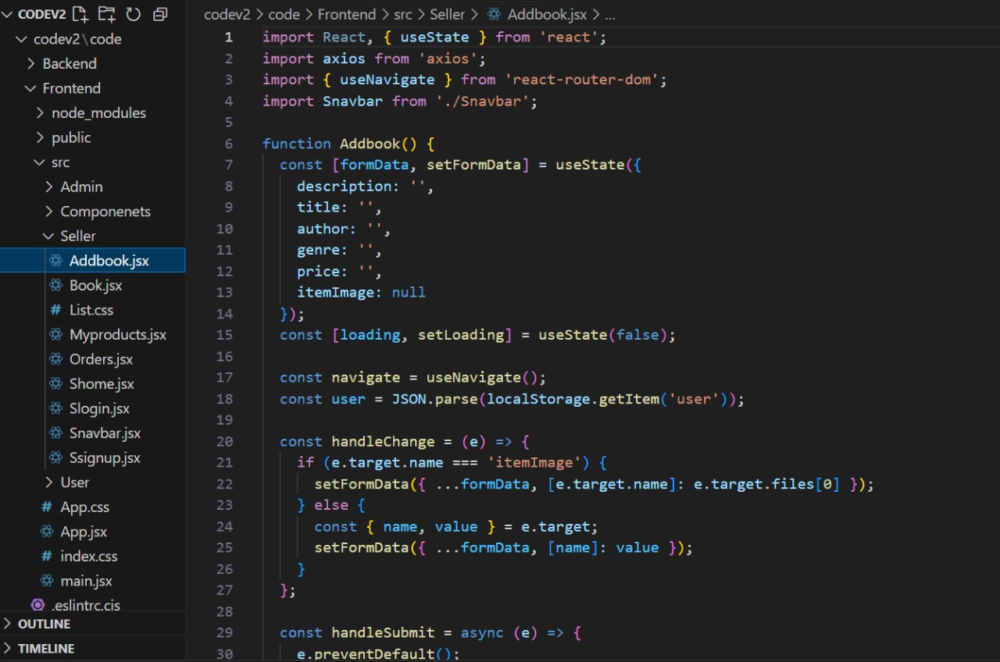 CODEV2
codev2\code
Backend
Frontend
node_modules
public
src
Admin
Componenets
Seller
Addbook.jsx
Book.jsx
# List.css
Myproducts.jsx
Orders.jsx
Shome.jsx
Slogin.jsx
Snavbar.jsx
Ssignup.jsx
User
# App.css
App.jsx
# index.css
main.jsx
.eslintrc.cjs
OUTLINE
TIMELINE
codev2 > code > Frontend > src > Seller > Addbook.jsx > ...
1 import React, { useState } from 'react';
2 import axios from 'axios';
3 import { useNavigate } from 'react-router-dom';
4 import Snavbar from './Snavbar';
5
6 function Addbook() {
7 const [formData, setFormData] = useState({
8 description: '',
9 title: '',
10 author: '',
11 genre: '',
12 price: '',
13 itemImage: null
14 });
15 const [loading, setLoading] = useState(false);
16
17 const navigate = useNavigate();
18 const user = JSON.parse(localStorage.getItem('user'));
19
20 const handleChange = (e) => {
21 if (e.target.name === 'itemImage') {
22 setFormData({ ...formData, [e.target.name]: e.target.files[0] });
23 } else {
24 const { name, value } = e.target;
25 setFormData({ ...formData, [name]: value });
26 }
27 };
28
29 const handleSubmit = async (e) => {
30 e.preventDefault();